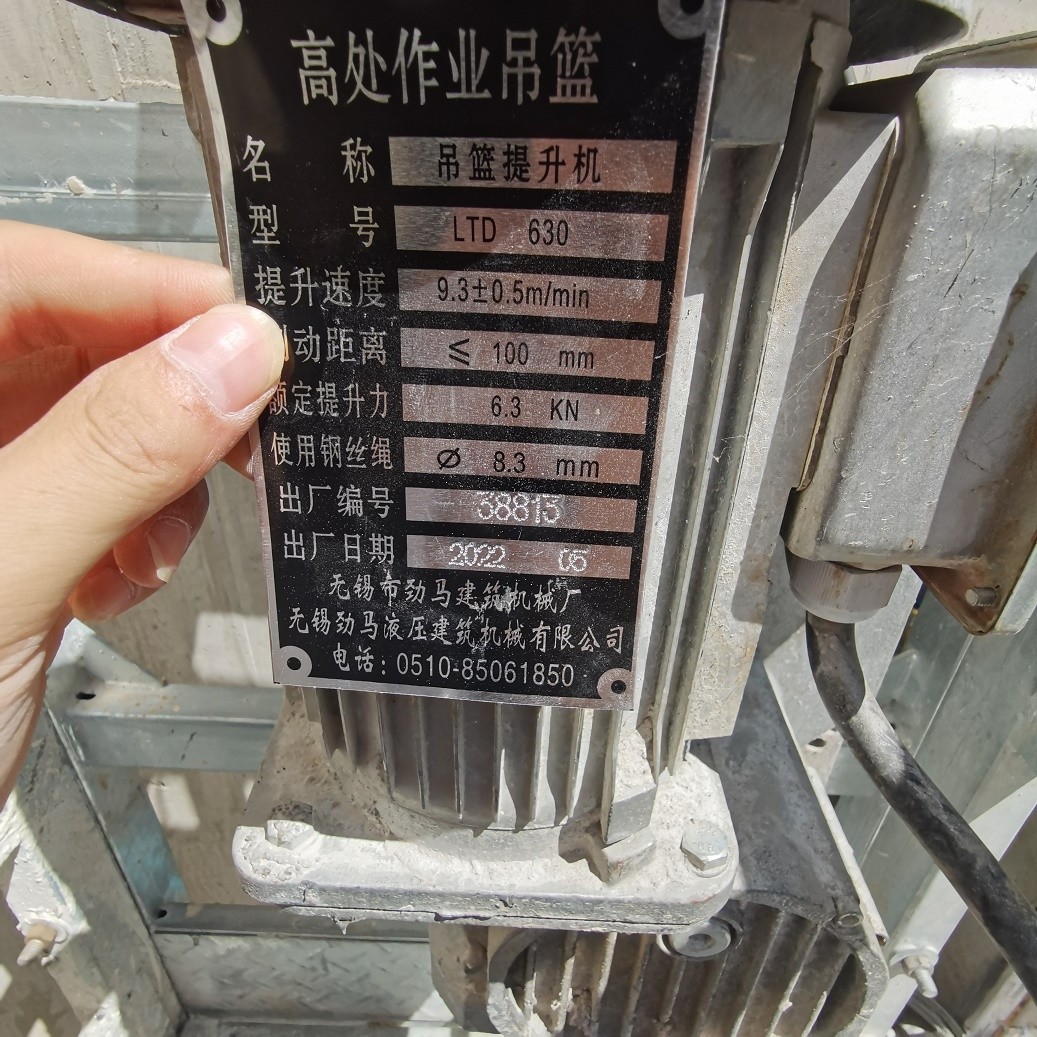 高处作业吊篮
名 称 吊篮提升机
型 号 LTD 630
提升速度 9.3±0.5m/min
动距离 ≤ 100 mm
额定提升力 6.3 KN
使用钢丝绳 Ø 8.3 mm
出厂编号 38815
出厂日期 2022 05
无锡市劲马建筑机械厂
无锡劲马液压建筑机械有限公司
电话：0510-85061850